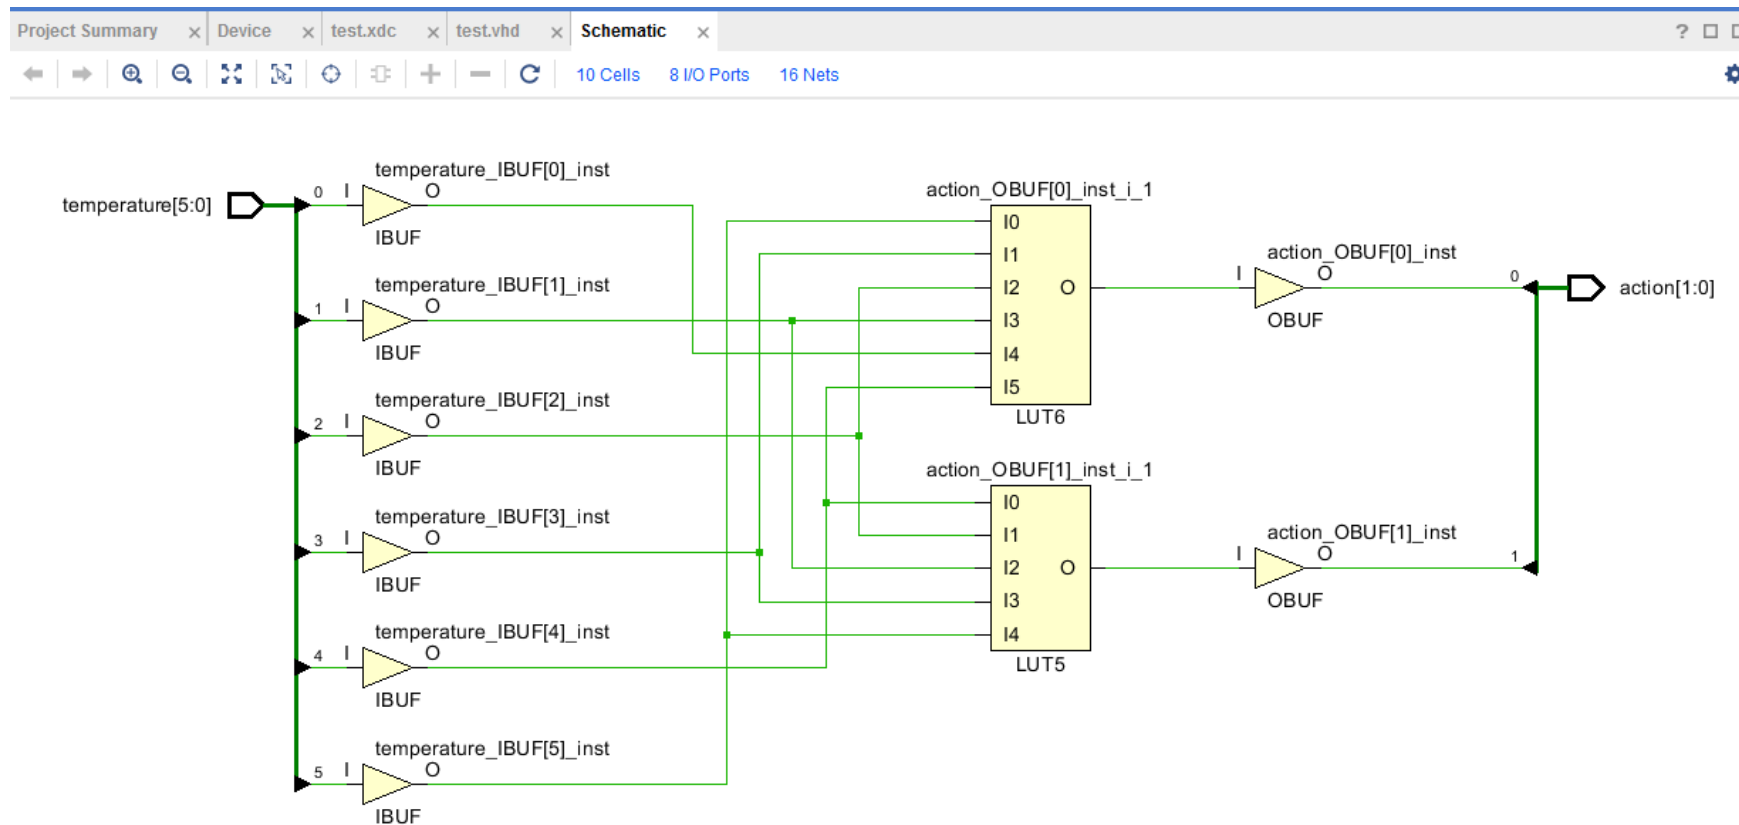 Project Summary × Device × test.xdc × test.vhd × Schematic × ?
10 Cells 8 I/O Ports 16 Nets
temperature[5:0]
0 I temperature_IBUF[0]_inst O
IBUF
1 I temperature_IBUF[1]_inst O
IBUF
2 I temperature_IBUF[2]_inst O
IBUF
3 I temperature_IBUF[3]_inst O
IBUF
4 I temperature_IBUF[4]_inst O
IBUF
5 I temperature_IBUF[5]_inst O
IBUF
action_OBUF[0]_inst_i_1
I0
I1
I2 O
I3
I4
I5
LUT6
action_OBUF[1]_inst_i_1
I0
I1
I2 O
I3
I4
LUT5
action_OBUF[0]_inst
I O 0
OBUF
action[1:0]
action_OBUF[1]_inst
I O 1
OBUF